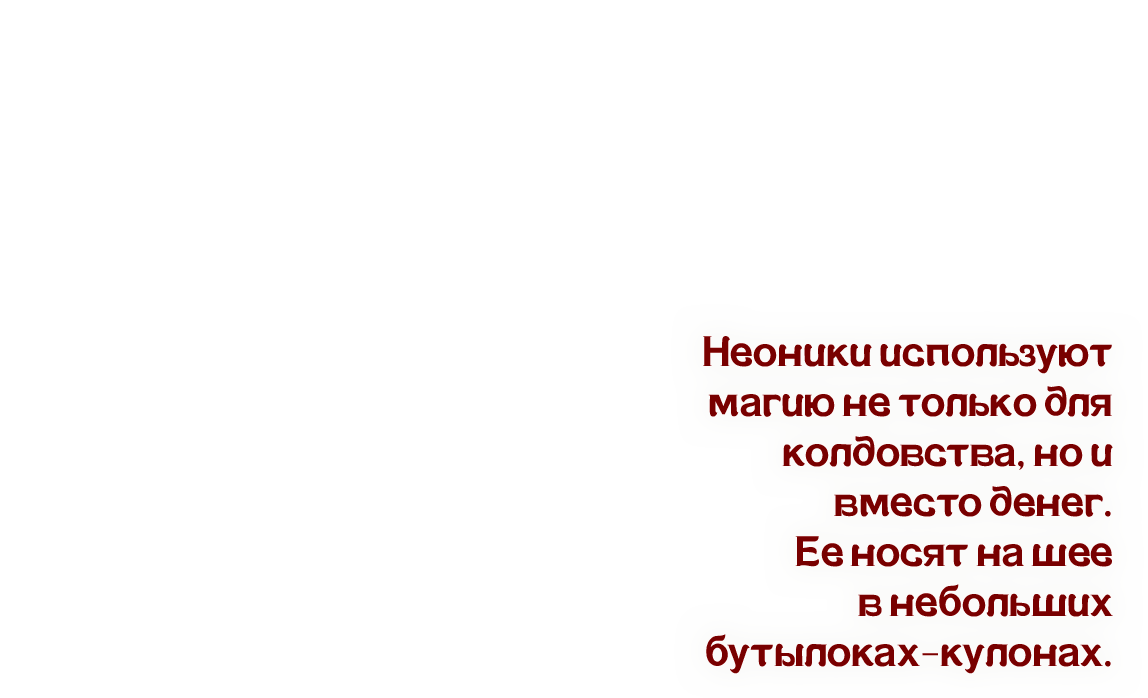 Неоники используют
магию не только для
колдовства, но и
вместо денег.
Ее носят на шее
в небольших
бутылоках-кулонах.